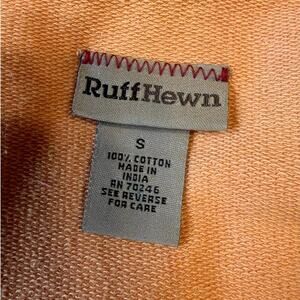 RuffHewn
S
100% COTTON
MADE IN
INDIA
RN 70246
SEE REVERSE
FOR CARE